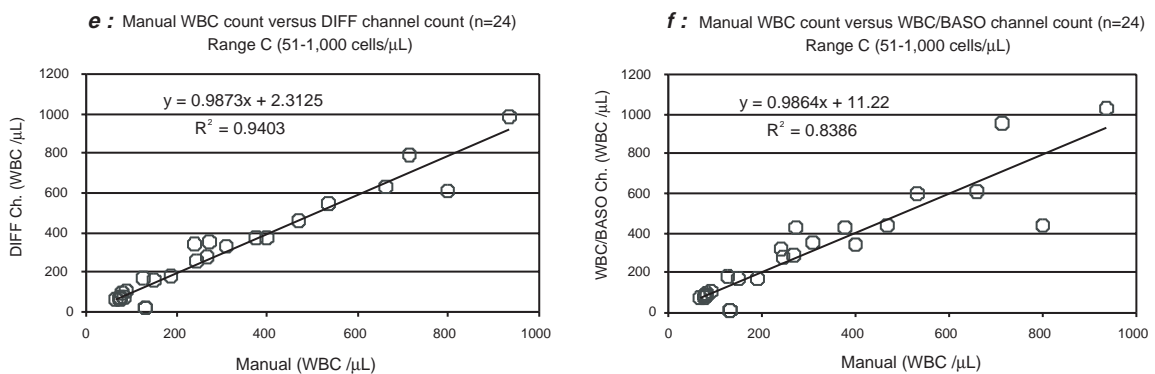 e : Manual WBC count versus DIFF channel count (n=24)
Range C (51-1,000 cells/µL)
1200
1000
800
600
400
200
0
y = 0.9873x + 2.3125
R² = 0.9403
DIFF Ch. (WBC /µL)
0 200 400 600 800 1000
Manual (WBC /µL)
f : Manual WBC count versus WBC/BASO channel count (n=24)
Range C (51-1,000 cells/µL)
1200
1000
800
600
400
200
0
y = 0.9864x + 11.22
R² = 0.8386
WBC/BASO Ch. (WBC /µL)
0 200 400 600 800 1000
Manual (WBC /µL)